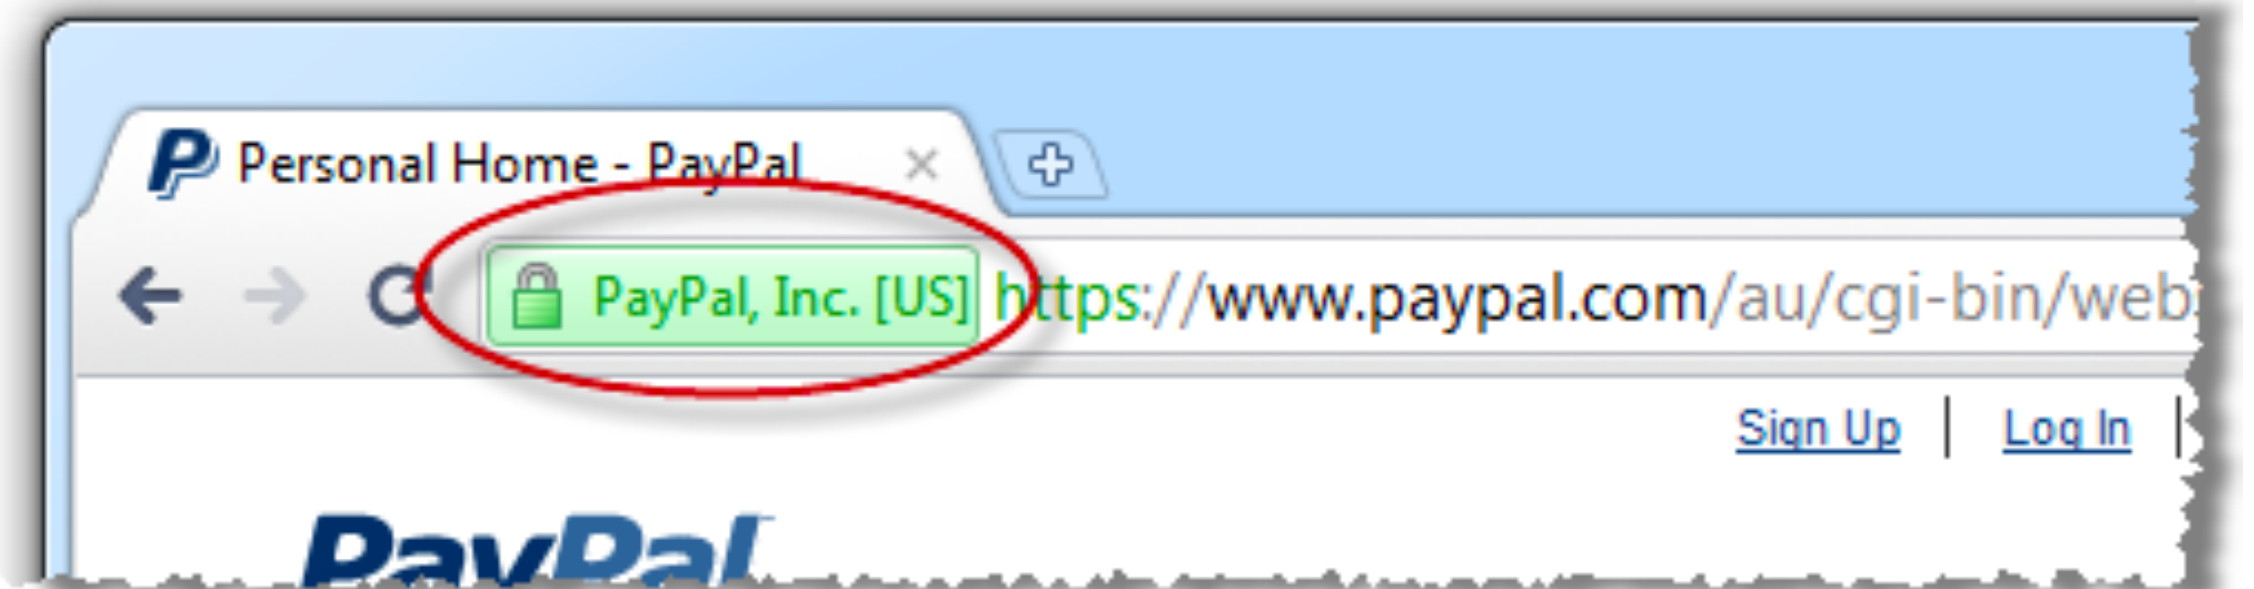 Personal Home - PayPal
PayPal, Inc. [US] https://www.paypal.com/au/cgi-bin/web
Sign Up | Log In |
PayPal